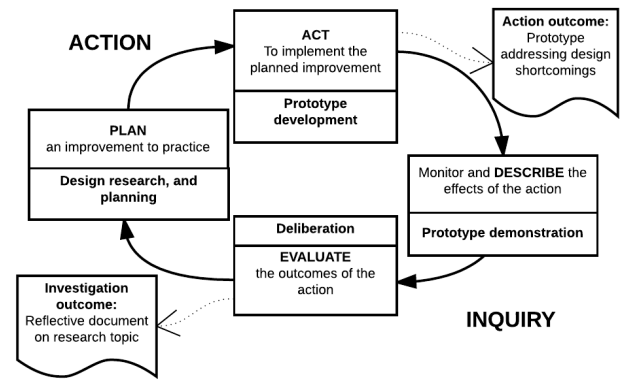 ACTION
ACT
To implement the
planned improvement
Prototype
development
Action outcome:
Prototype
addressing design
shortcomings
PLAN
an improvement to practice
Design research, and
planning
Monitor and DESCRIBE the
effects of the action
Prototype demonstration
Deliberation
EVALUATE
the outcomes of the
action
Investigation
outcome:
Reflective document
on research topic
INQUIRY